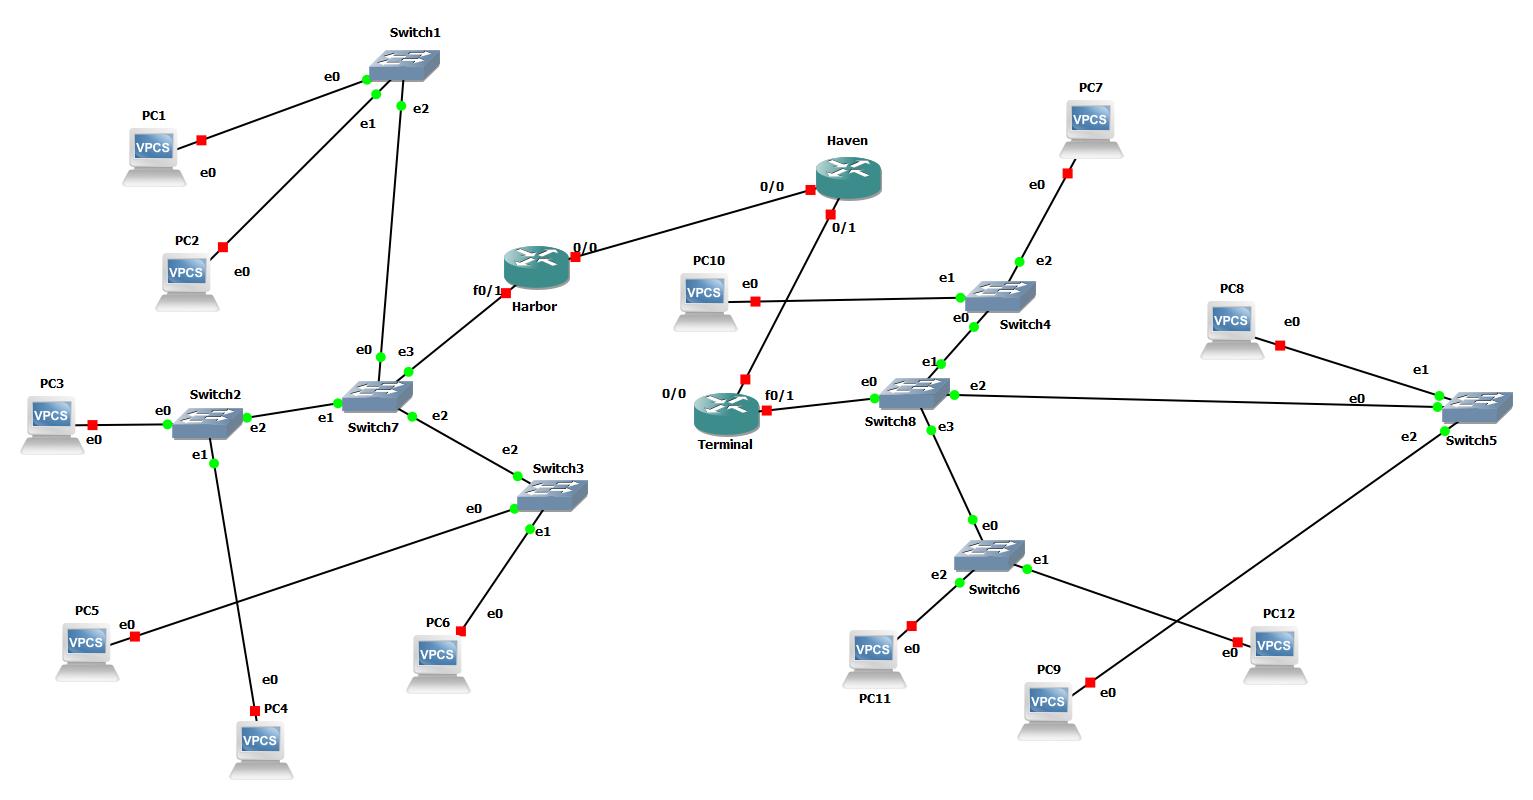 Switch1
e0
e1
e2
PC1
VPCS
e0
PC2
VPCS
e0
PC7
VPCS
e0
Haven
0/0
0/1
0/0
f0/1
Harbor
PC10
VPCS
e0
e1
e2
e0
Switch4
PC8
VPCS
e0
e0
e3
e1
e2
Switch7
PC3
VPCS
e0
Switch2
e0
e2
e1
0/0
f0/1
Terminal
e0
e1
e2
e3
Switch8
e1
e0
e2
Switch5
Switch3
e2
e0
e1
e0
e1
e2
Switch6
PC5
VPCS
e0
PC6
VPCS
e0
e0
PC4
VPCS
VPCS
e0
PC11
PC9
VPCS
e0
PC12
VPCS
e0